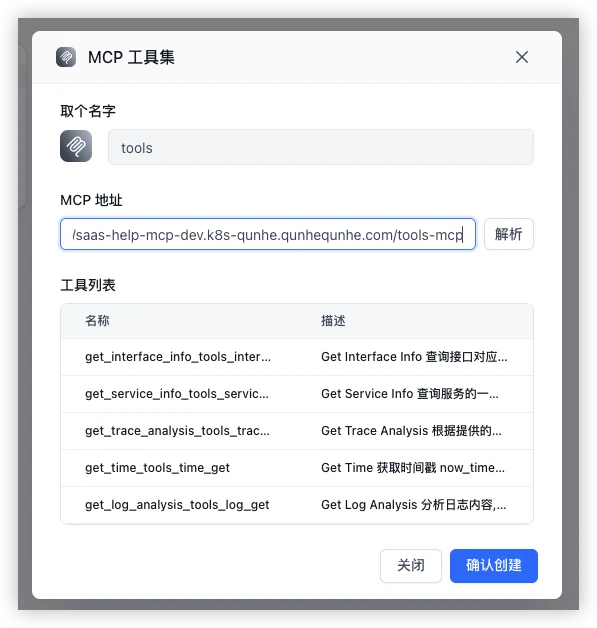 MCP 工具集
取个名字
tools
MCP 地址
/saas-help-mcp-dev.k8s-qunhe.qunhequnhe.com/tools-mcp
解析
工具列表
名称 描述
get_interface_info_tools_inter... Get Interface Info 查询接口对应...
get_service_info_tools_servic... Get Service Info 查询服务的一...
get_trace_analysis_tools_trac... Get Trace Analysis 根据提供的...
get_time_tools_time_get Get Time 获取时间戳 now_time...
get_log_analysis_tools_log_get Get Log Analysis 分析日志内容,...
关闭 确认创建